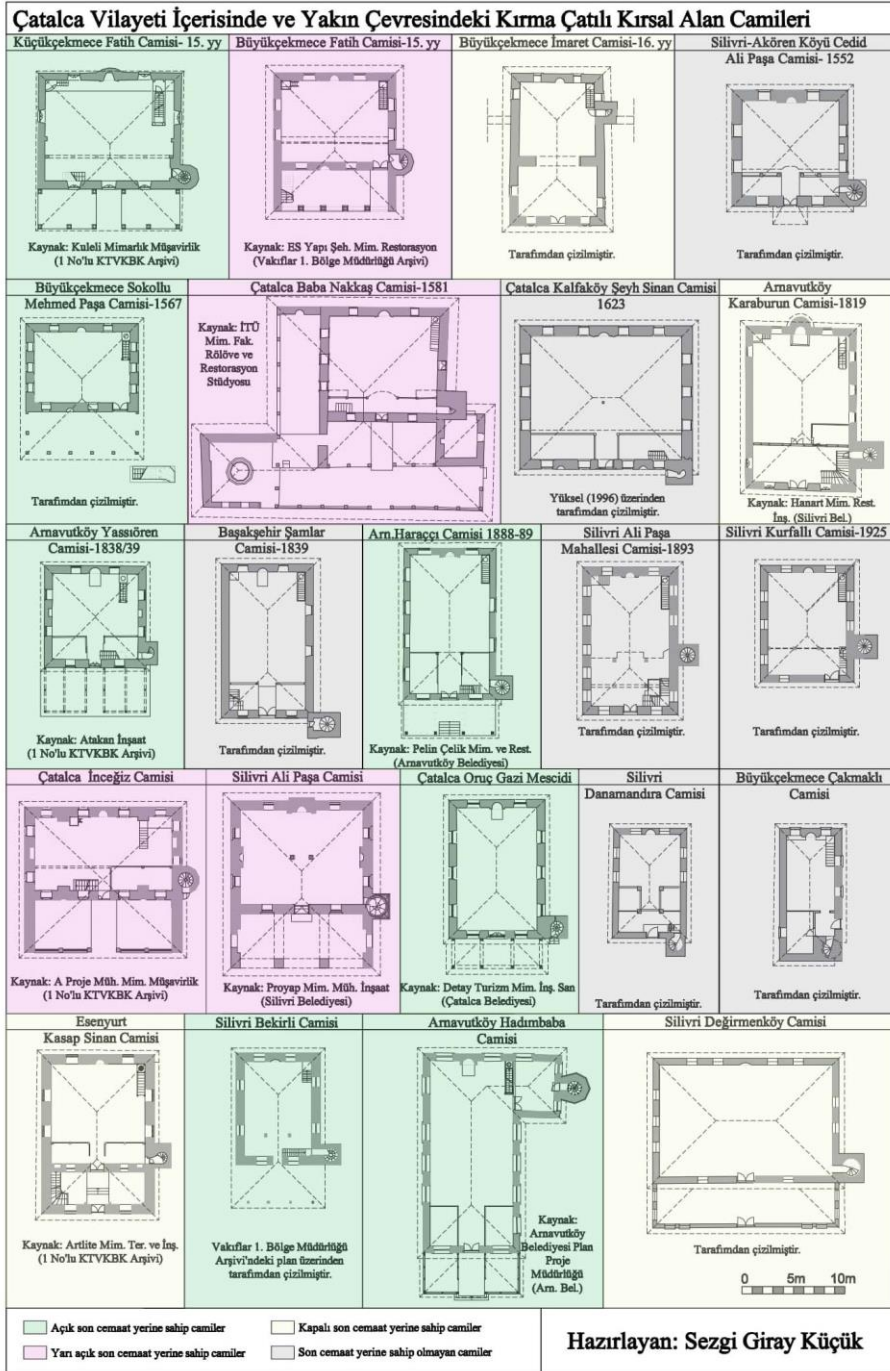 Çatalca Vilayeti İçerisinde ve Yakın Çevresindeki Kırma Çatılı Kırsal Alan Camileri
Küçükçekmece Fatih Camisi- 15. yy
Kaynak: Kuleli Mimarlık Müşavirlik
(1 No'lu KTVKBK Arşivi)
Büyükçekmece Fatih Camisi-15. yy
Kaynak: ES Yapı Şeh. Mim. Restorasyon
(Vakıflar 1. Bölge Müdürlüğü Arşivi)
Büyükçekmece İmaret Camisi-16. yy
Tarafımdan çizilmiştir.
Silivri-Akören Köyü Cedid
Ali Paşa Camisi- 1552
Tarafımdan çizilmiştir.
Büyükçekmece Sokollu
Mehmed Paşa Camisi-1567
Tarafımdan çizilmiştir.
Çatalca Baba Nakkaş Camisi-1581
Kaynak: İTÜ
Mim. Fak.
Rölöve ve
Restorasyon
Stüdyosu
Çatalca Kalfaköy Şeyh Sinan Camisi
1623
Yüksel (1996) üzerinden
tarafımdan çizilmiştir.
Arnavutköy
Karaburun Camisi-1819
Kaynak: Hanart Mim. Rest.
İnş. (Silivri Bel.)
Arnavutköy Yassıören
Camisi-1838/39
Kaynak: Atakan İnşaat
(1 No'lu KTVKBK Arşivi)
Başakşehir Şamlar
Camisi-1839
Tarafımdan çizilmiştir.
Arn.Haraççı Camisi 1888-89
Kaynak: Pelin Çelik Mim. ve Rest.
(Arnavutköy Belediyesi)
Silivri Ali Paşa
Mahallesi Camisi-1893
Tarafımdan çizilmiştir.
Silivri Kurfallı Camisi-1925
Tarafımdan çizilmiştir.
Çatalca İnceğiz Camisi
Kaynak: A Proje Müh. Mim. Müşavirlik
(1 No'lu KTVKBK Arşivi)
Silivri Ali Paşa Camisi
Kaynak: Proyap Mim. Müh. İnşaat
(Silivri Belediyesi)
Çatalca Oruç Gazi Mescidi
Kaynak: Detay Turizm Mim. İnş. San
(Çatalca Belediyesi)
Silivri
Danamandıra Camisi
Tarafımdan çizilmiştir.
Büyükçekmece Çakmaklı
Camisi
Tarafımdan çizilmiştir.
Esenyurt
Kasap Sinan Camisi
Kaynak: Artlite Mim. Ter. ve İnş.
(1 No'lu KTVKBK Arşivi)
Silivri Bekirli Camisi
Vakıflar 1. Bölge Müdürlüğü
Arşivi'ndeki plan üzerinden
tarafımdan çizilmiştir.
Arnavutköy Hadımbaba
Camisi
Kaynak:
Arnavutköy
Belediyesi Plan
Proje
Müdürlüğü
(Arn. Bel.)
Silivri Değirmenköy Camisi
Tarafımdan çizilmiştir.
0 5m 10m
Açık son cemaat yerine sahip camiler
Kapalı son cemaat yerine sahip camiler
Yarı açık son cemaat yerine sahip camiler
Son cemaat yerine sahip olmayan camiler
Hazırlayan: Sezgi Giray Küçük